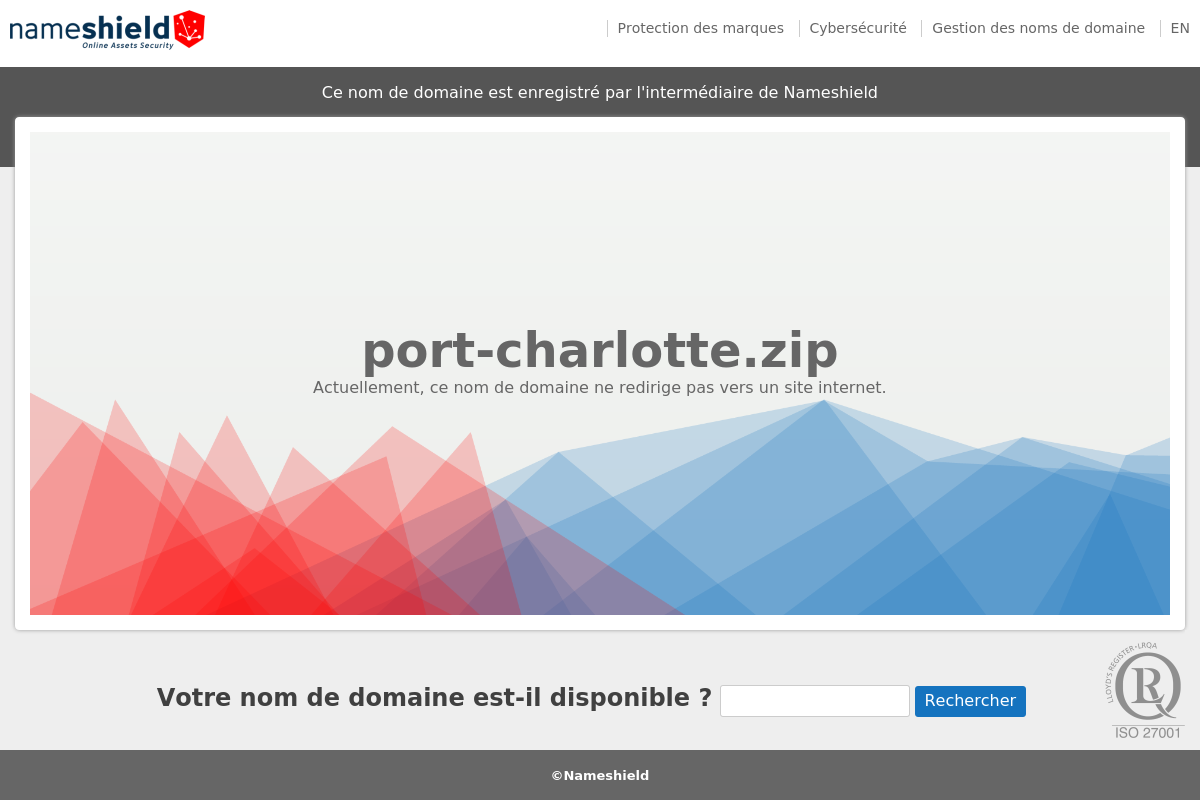 nameshield
Online Assets Security
Protection des marques
Cybersécurité
Gestion des noms de domaine
EN
Ce nom de domaine est enregistré par l'intermédiaire de Nameshield
port-charlotte.zip
Actuellement, ce nom de domaine ne redirige pas vers un site internet.
Votre nom de domaine est-il disponible ?
Rechercher
LLOYD'S REGISTER•LRQA
R
ISO 27001
©Nameshield